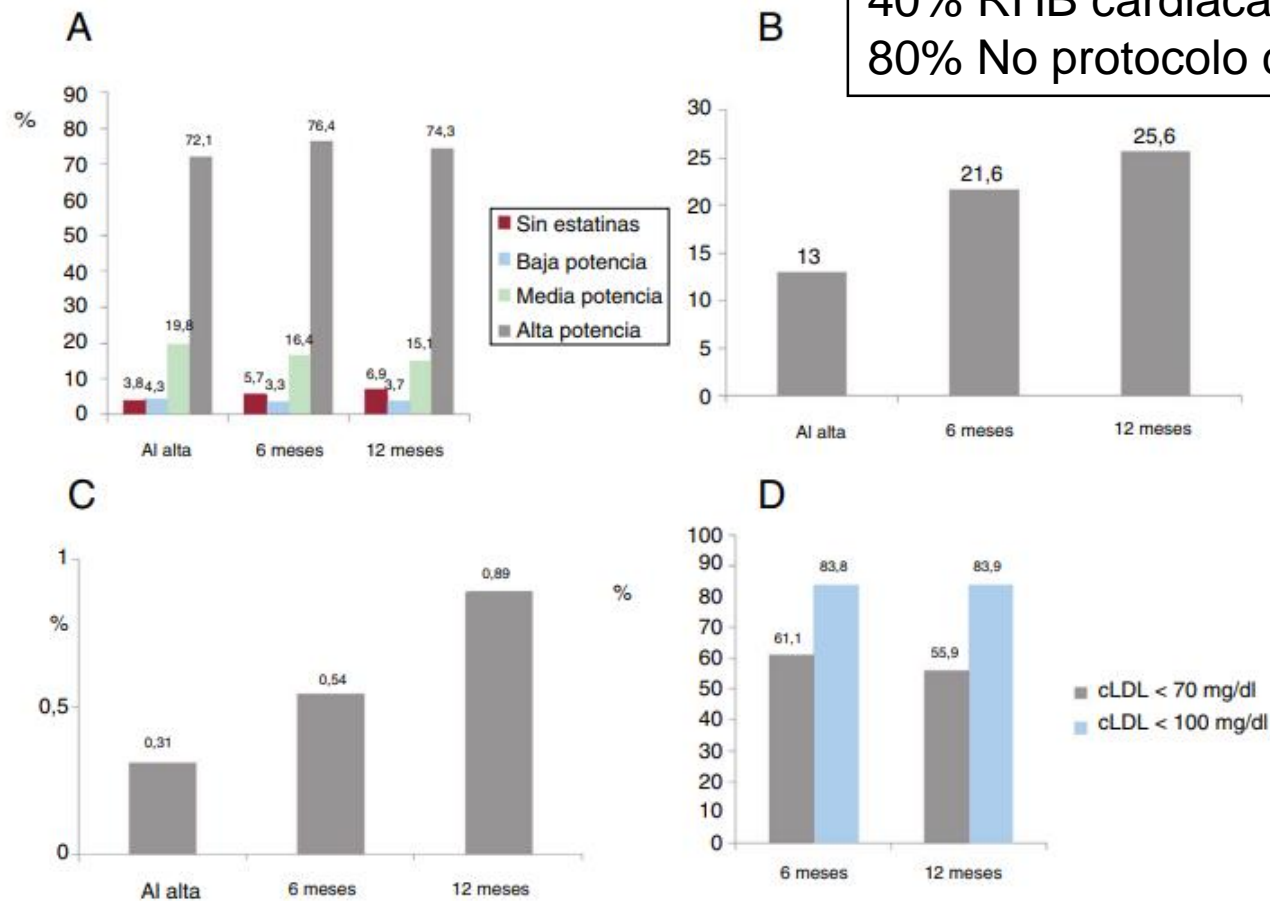 40% RHB cardiaca
80% No protocolo
A
%
90
80
70
60
50
40
30
20
10
0
72,1
76,4
74,3
19,8
16,4
15,1
3,8
4,3
5,7
3,3
6,9
3,7
Al alta
6 meses
12 meses
Sin estatinas
Baja potencia
Media potencia
Alta potencia
B
30
25
20
15
10
5
0
13
21,6
25,6
Al alta
6 meses
12 meses
C
1
%
0,5
0
0,31
0,54
0,89
Al alta
6 meses
12 meses
D
%
100
90
80
70
60
50
40
30
20
10
0
61,1
83,8
55,9
83,9
6 meses
12 meses
cLDL < 70 mg/dl
cLDL < 100 mg/dl